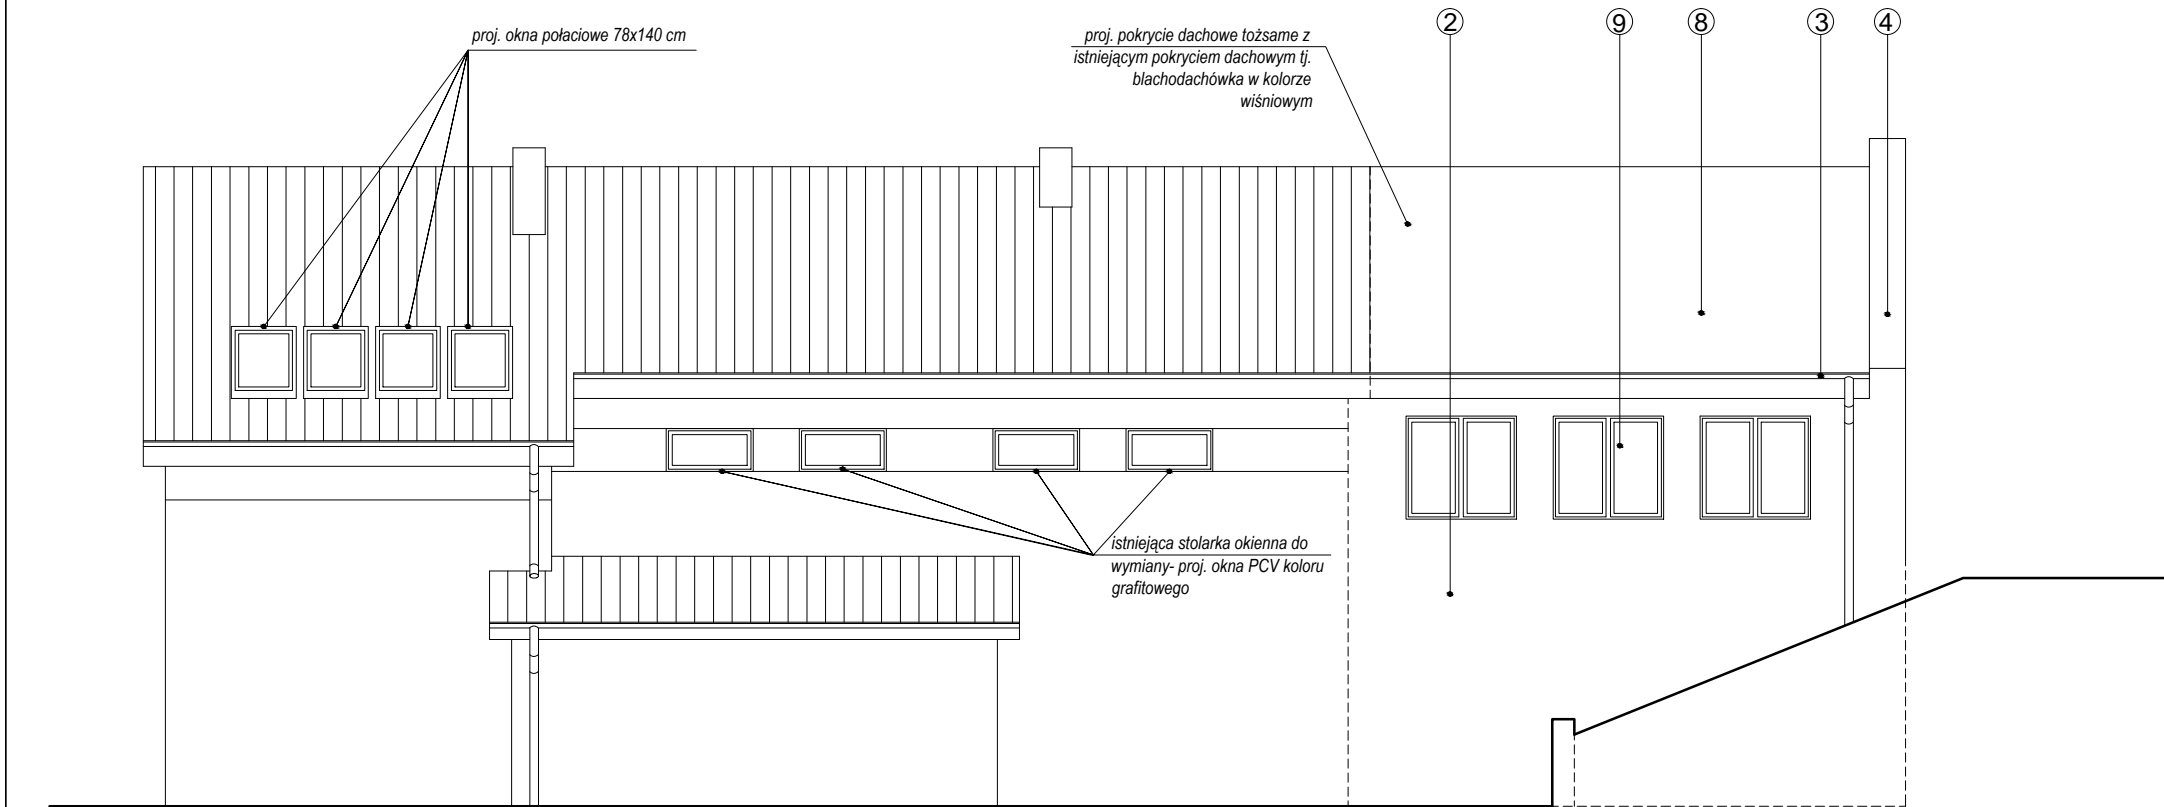 proj. okna połaciowe 78x140 cm
proj. pokrycie dachowe tożsame z
istniejącym pokryciem dachowym tj.
blachodachówka w kolorze
wiśniowym
2
9
8
3
4
istniejąca stolarka okienna do
wymiany- proj. okna PCV koloru
grafitowego